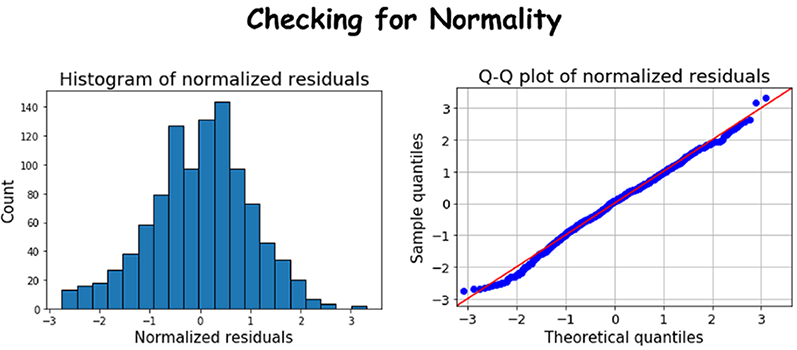 Checking for Normality
Histogram of normalized residuals
140
120
100
80
60
40
20
0
Count
−3 −2 −1 0 1 2 3
Normalized residuals
Q-Q plot of normalized residuals
3
2
1
0
−1
−2
−3
Sample quantiles
−3 −2 −1 0 1 2 3
Theoretical quantiles